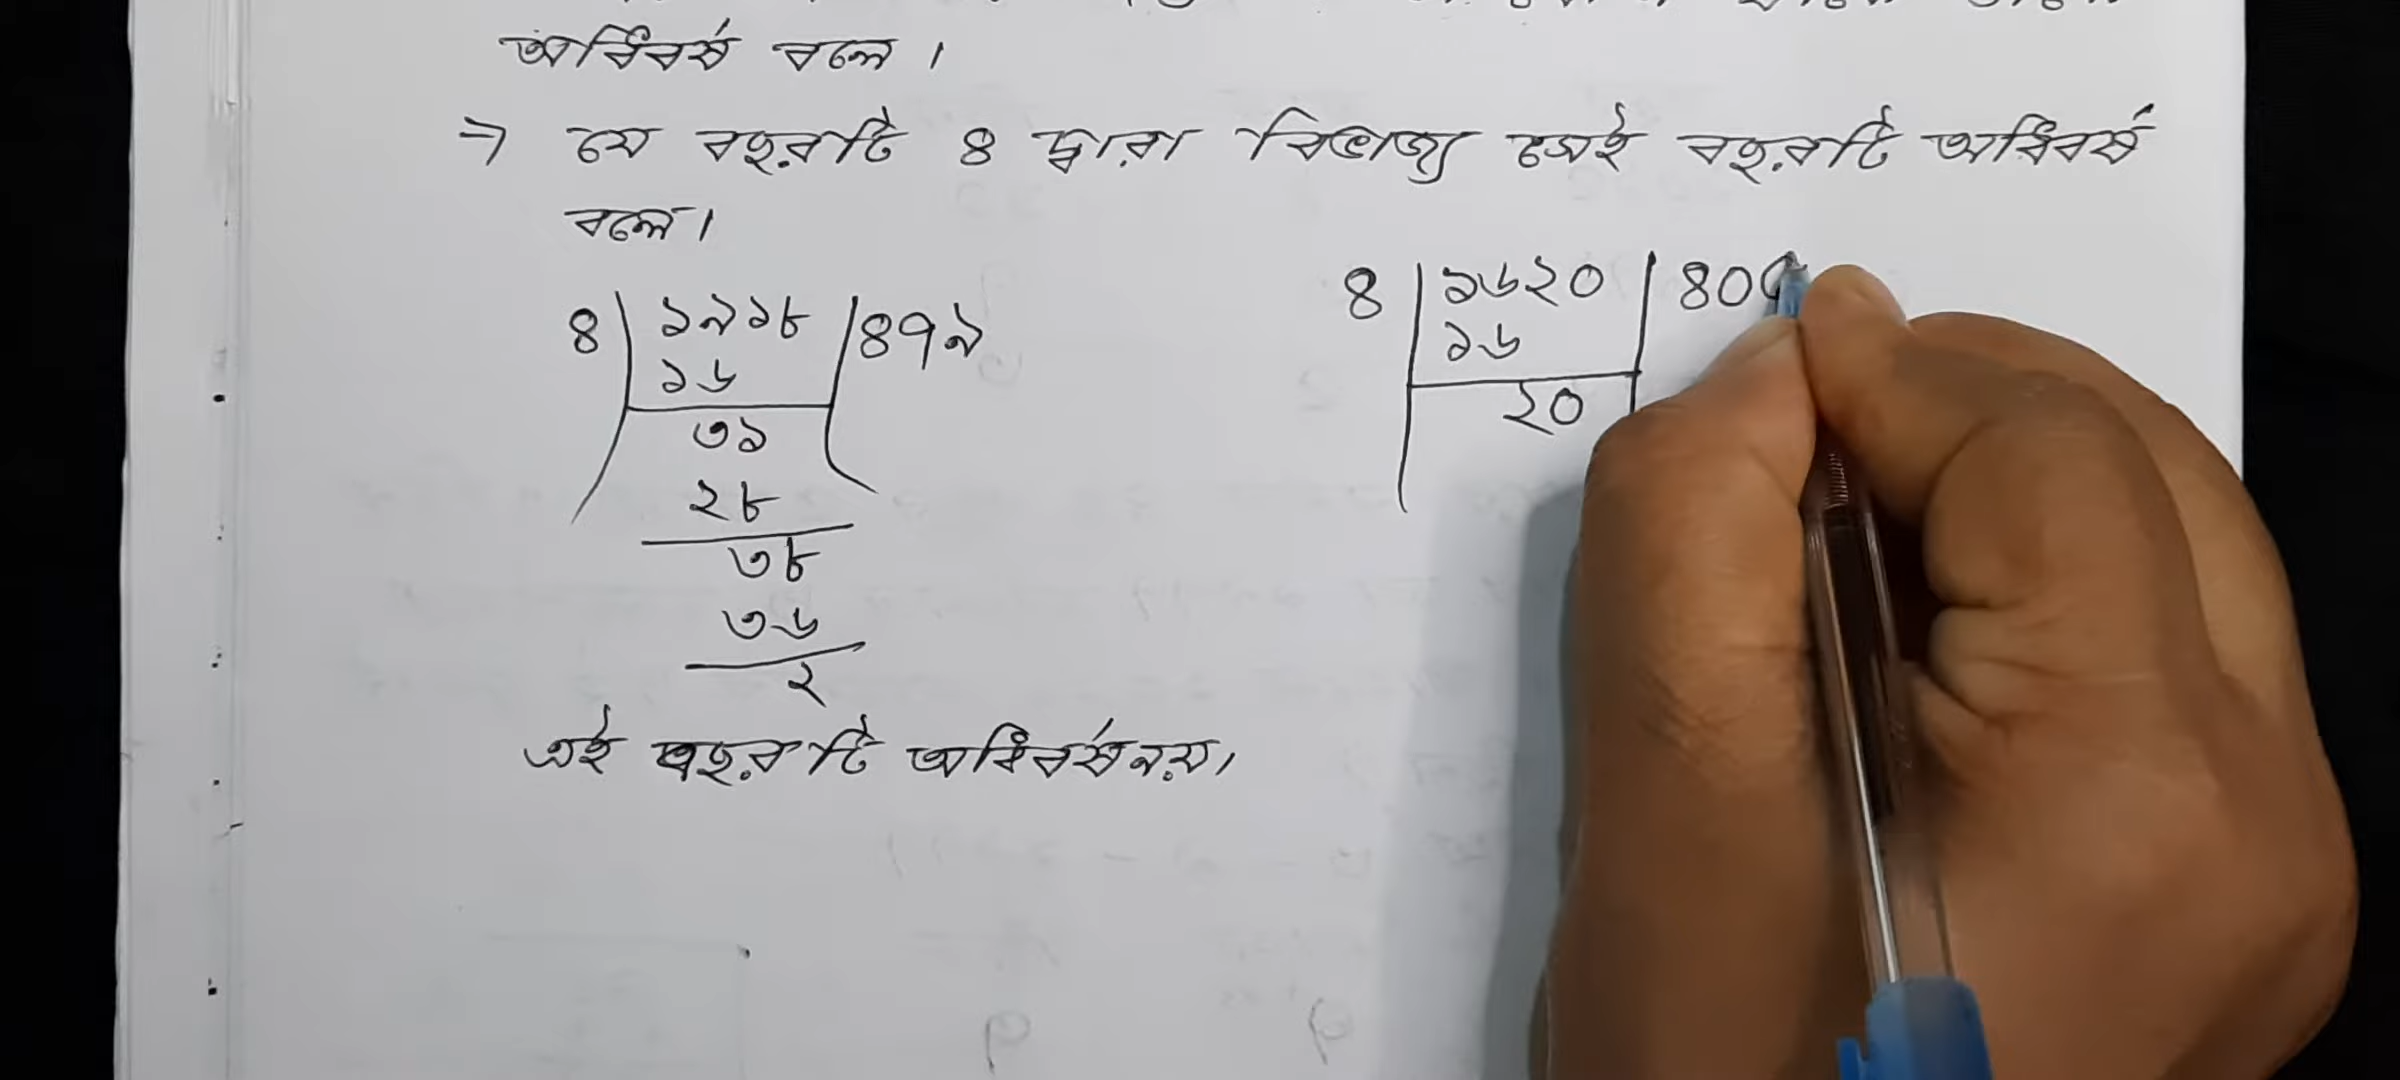 অধিবর্ষ বলে ।
→ যে বছরটি ৪ দ্বারা বিভাজ্য সেই বছরটি অধিবর্ষ
বলে।
৪ | ১৯১৮ | ৪৭৯
১৬
৩১
২৮
৩৮
৩৬
২
এই বছরটি অধিবর্ষ নয়।
৪ | ১৬২০ | ৪০
১৬
২০